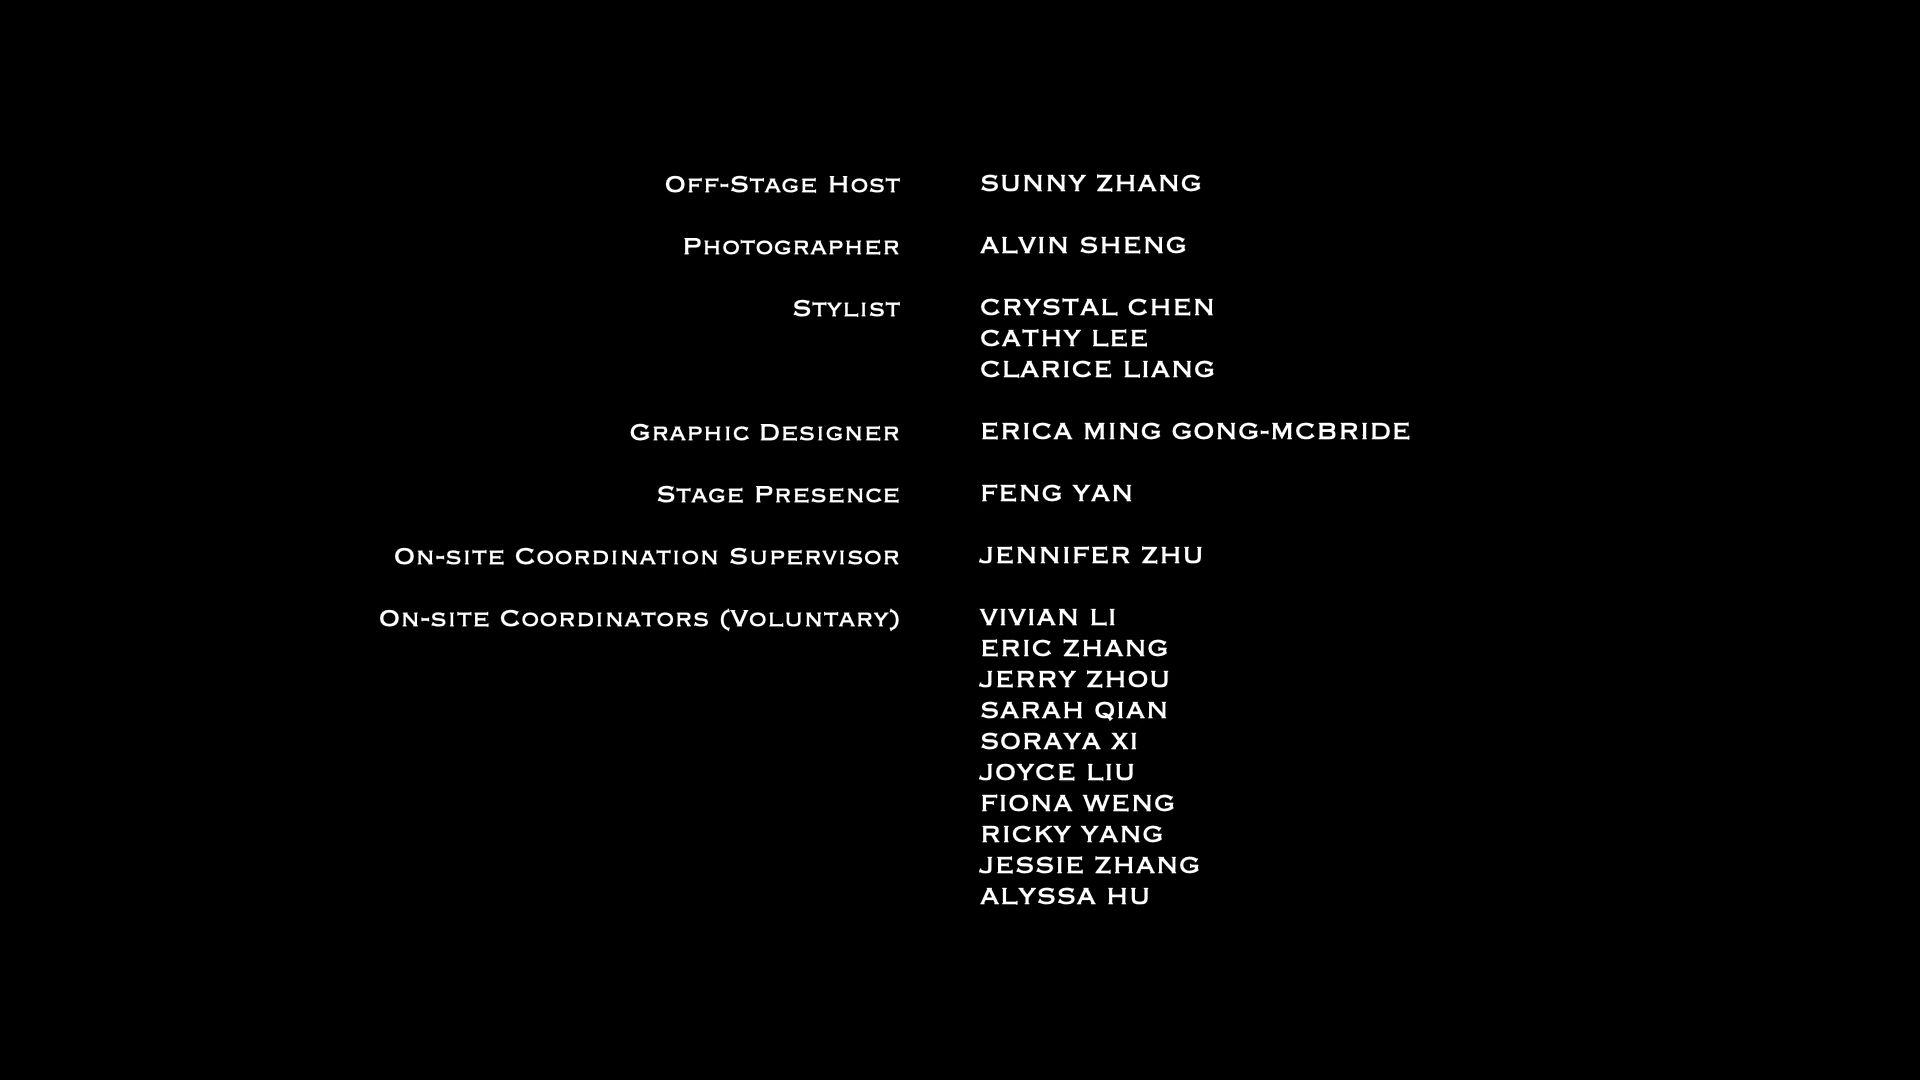 Off-Stage Host SUNNY ZHANG
Photographer ALVIN SHENG
Stylist CRYSTAL CHEN
CATHY LEE
CLARICE LIANG
Graphic Designer ERICA MING GONG-MCBRIDE
Stage Presence FENG YAN
On-site Coordination Supervisor JENNIFER ZHU
On-site Coordinators (Voluntary) VIVIAN LI
ERIC ZHANG
JERRY ZHOU
SARAH QIAN
SORAYA XI
JOYCE LIU
FIONA WENG
RICKY YANG
JESSIE ZHANG
ALYSSA HU